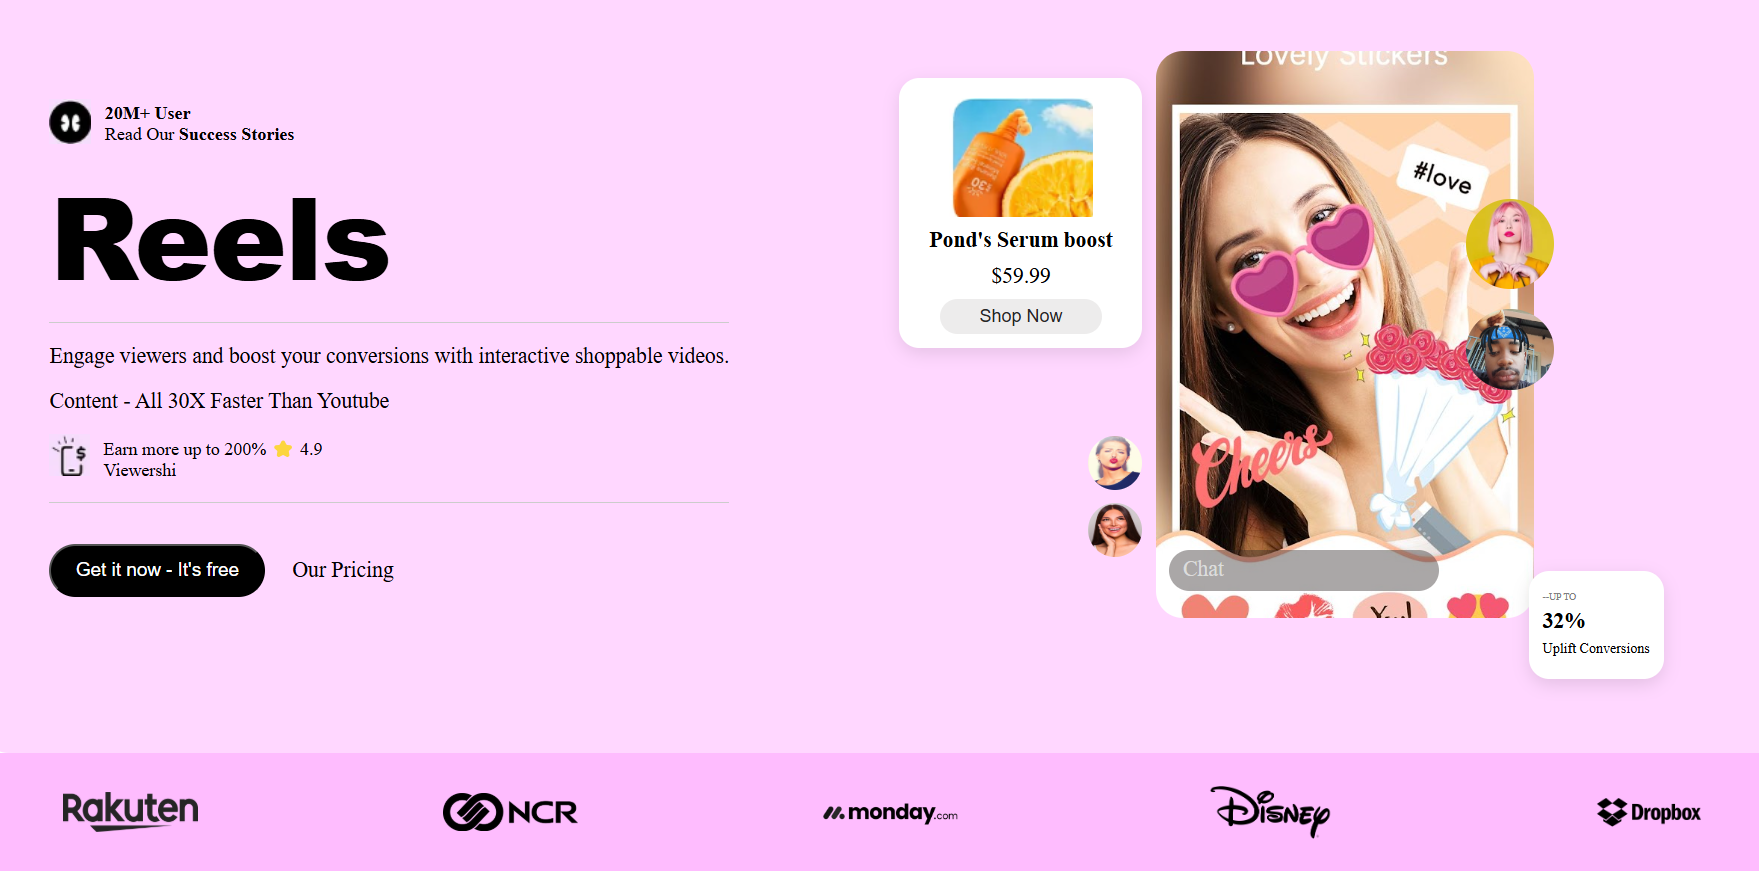 20M+ User
Read Our Success Stories
Reels
Engage viewers and boost your conversions with interactive shoppable videos.
Content - All 30X Faster Than Youtube
Earn more up to 200% ⭐ 4.9
Viewershi
Get it now - It's free
Our Pricing
30
Pond's Serum boost
$59.99
Shop Now
Lovely Stickers
#love
Cheers
Chat
--UP TO
32%
Uplift Conversions
Rakuten
NCR
monday.com
Disney
Dropbox